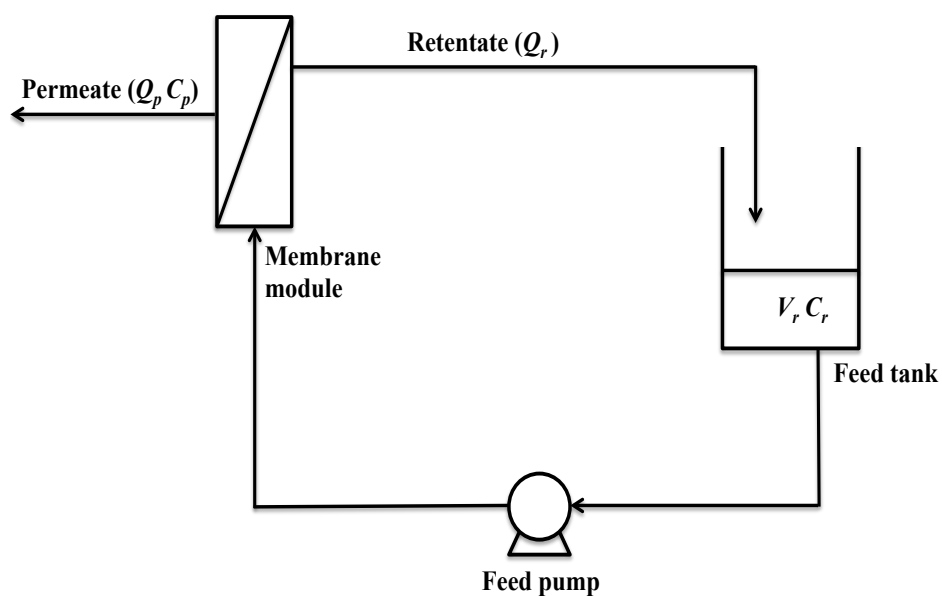 Retentate (Qr)
Permeate (Qp Cp)
Membrane
module
Vr Cr
Feed tank
Feed pump